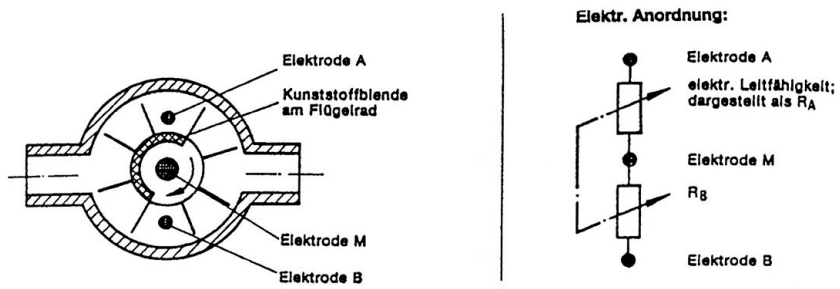 Elektrode A
Kunststoffblende
am Flügelrad
Elektrode M
Elektrode B
Elektr. Anordnung:
Elektrode A
elektr. Leitfähigkeit;
dargestellt als RA
Elektrode M
RB
Elektrode B